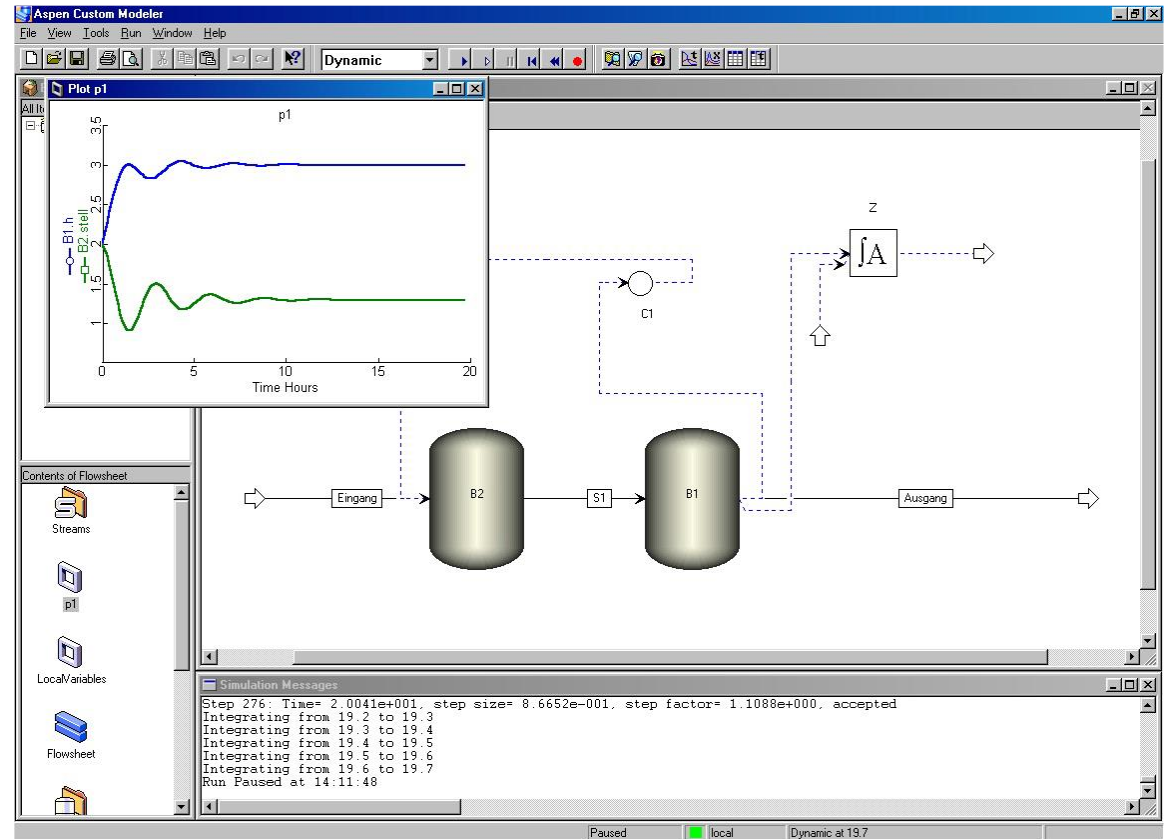 Aspen Custom Modeler
File View Tools Run Window Help
Dynamic
Plot p1
All It
p1
3.5
3
2.5
2
1.5
1
B1.h
B2.stell
0 5 10 15 20
Time Hours
Z
∫A
C1
Eingang
B2
S1
B1
Ausgang
Contents of Flowsheet
Streams
p1
LocalVariables
Flowsheet
Simulation Messages
Step 276: Time= 2.0041e+001, step size= 8.6652e-001, step factor= 1.1088e+000, accepted
Integrating from 19.2 to 19.3
Integrating from 19.3 to 19.4
Integrating from 19.4 to 19.5
Integrating from 19.5 to 19.6
Integrating from 19.6 to 19.7
Run Paused at 14:11:48
Paused local Dynamic at 19.7